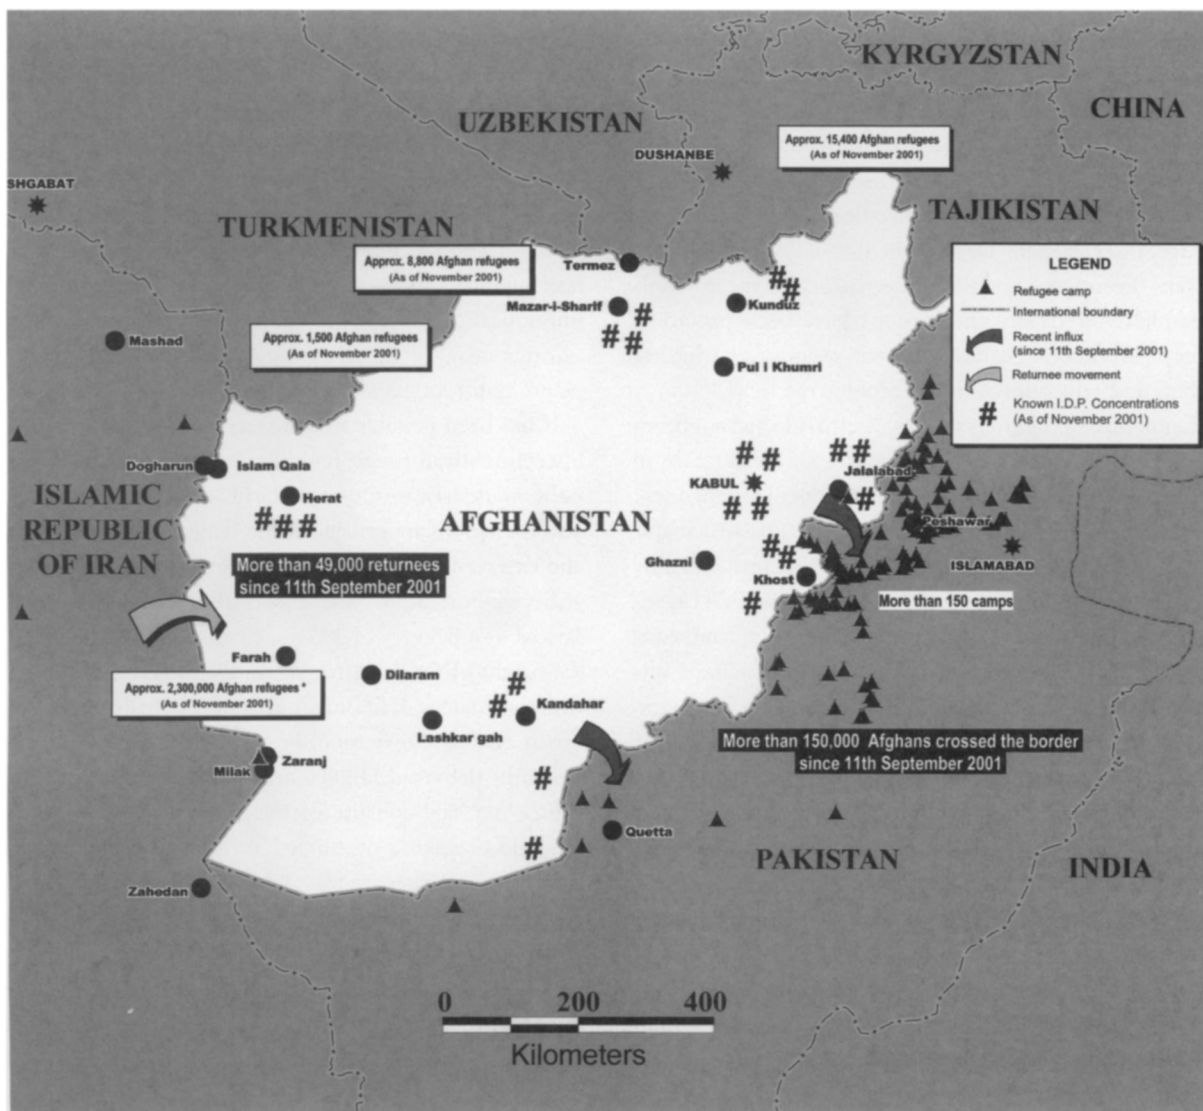 KYRGYZSTAN
CHINA
UZBEKISTAN
DUSHANBE
Approx. 15,400 Afghan refugees
(As of November 2001)
SHGABAT
TURKMENISTAN
TAJIKISTAN
Approx. 8,800 Afghan refugees
(As of November 2001)
Termez
Mazar-i-Sharif
Kunduz
LEGEND
Refugee camp
International boundary
Recent influx
(since 11th September 2001)
Returnee movement
# Known I.D.P. Concentrations
(As of November 2001)
Approx. 1,500 Afghan refugees
(As of November 2001)
Mashad
Pul i Khumri
Dogharun
Islam Qala
Herat
KABUL
Jalalabad
Peshawar
ISLAMIC
REPUBLIC
OF IRAN
AFGHANISTAN
Ghazni
Khost
ISLAMABAD
More than 49,000 returnees
since 11th September 2001
More than 150 camps
Farah
Dilaram
Approx. 2,300,000 Afghan refugees *
(As of November 2001)
Lashkar gah
Kandahar
More than 150,000 Afghans crossed the border
since 11th September 2001
Zaranj
Milak
Quetta
PAKISTAN
INDIA
Zahedan
0 200 400
Kilometers